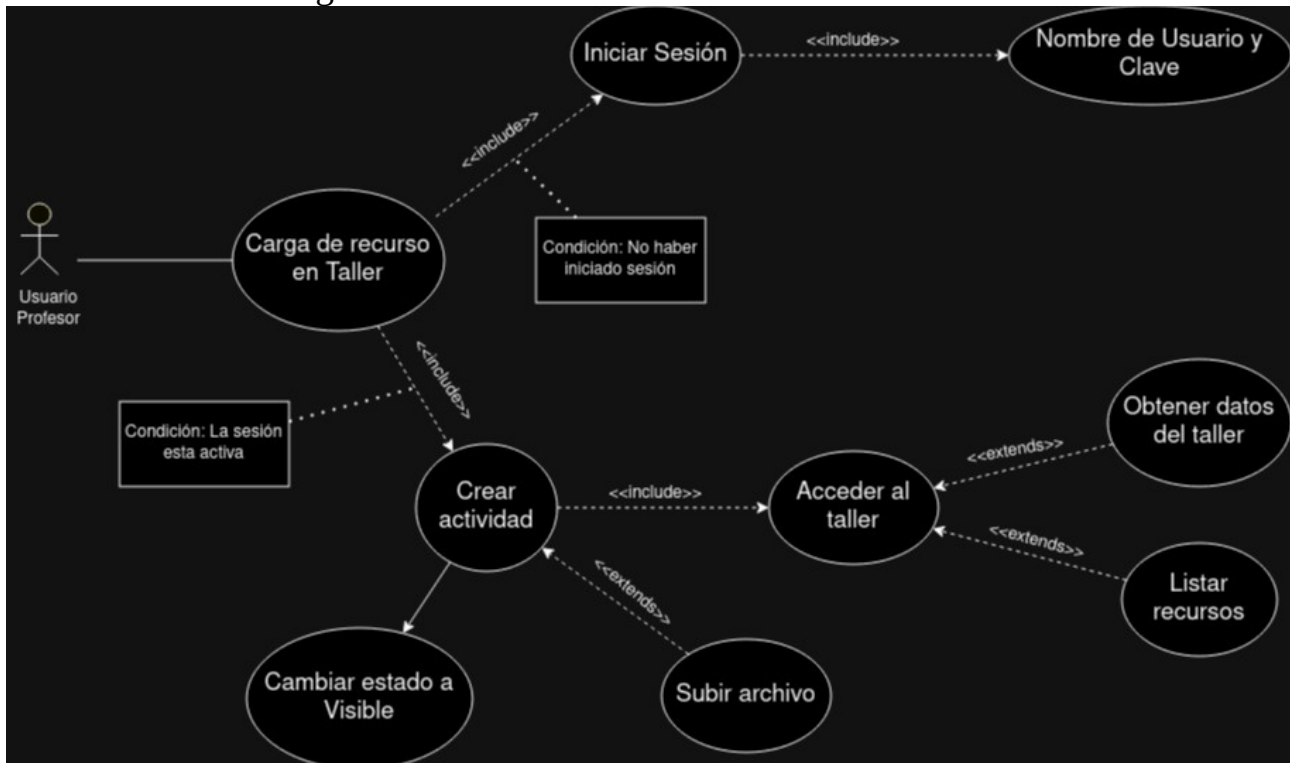 Iniciar Sesión
<<include>>
Nombre de Usuario y
Clave
<<include>>
Carga de recurso
en Taller
Condición: No haber
iniciado sesión
Usuario
Profesor
<<include>>
Condición: La sesión
esta activa
Obtener datos
del taller
<<extends>>
Crear
actividad
<<include>>
Acceder al
taller
<<extends>>
Listar
recursos
<<extends>>
Cambiar estado a
Visible
Subir archivo